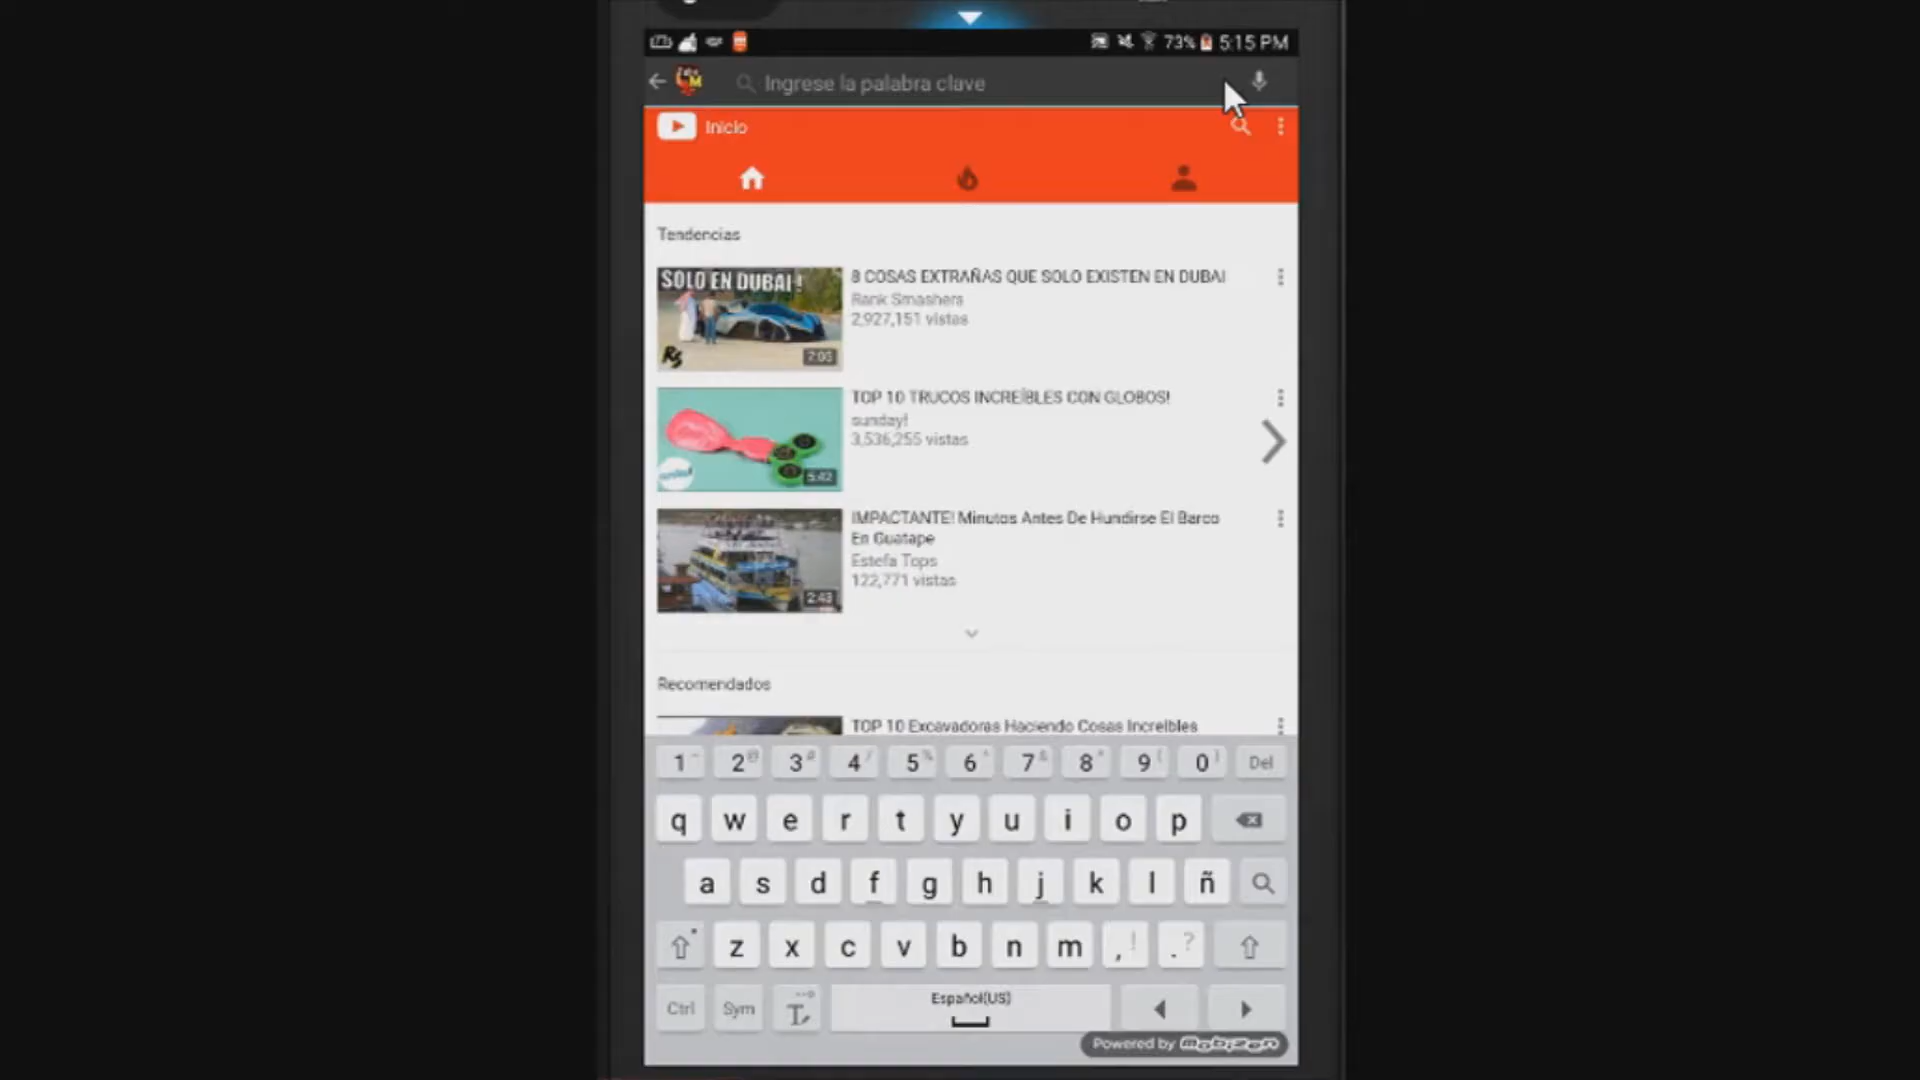 73% 5:15 PM
Ingrese la palabra clave
Inicio
Tendencias
SOLO EN DUBAI !
RS
7:05
8 COSAS EXTRAÑAS QUE SOLO EXISTEN EN DUBAI
Rank Smashers
2,927,151 vistas
5:42
TOP 10 TRUCOS INCREÍBLES CON GLOBOS!
sunday!
3,536,255 vistas
2:43
IMPACTANTE! Minutos Antes De Hundirse El Barco
En Guatape
Estefa Tops
122,771 vistas
Recomendados
TOP 10 Excavadoras Haciendo Cosas Increíbles
1 2 3 4 5 6 7 8 9 0 Del
q w e r t y u i o p
a s d f g h j k l ñ
z x c v b n m , ! . ?
Ctrl Sym T Español(US)
Powered by mobizen